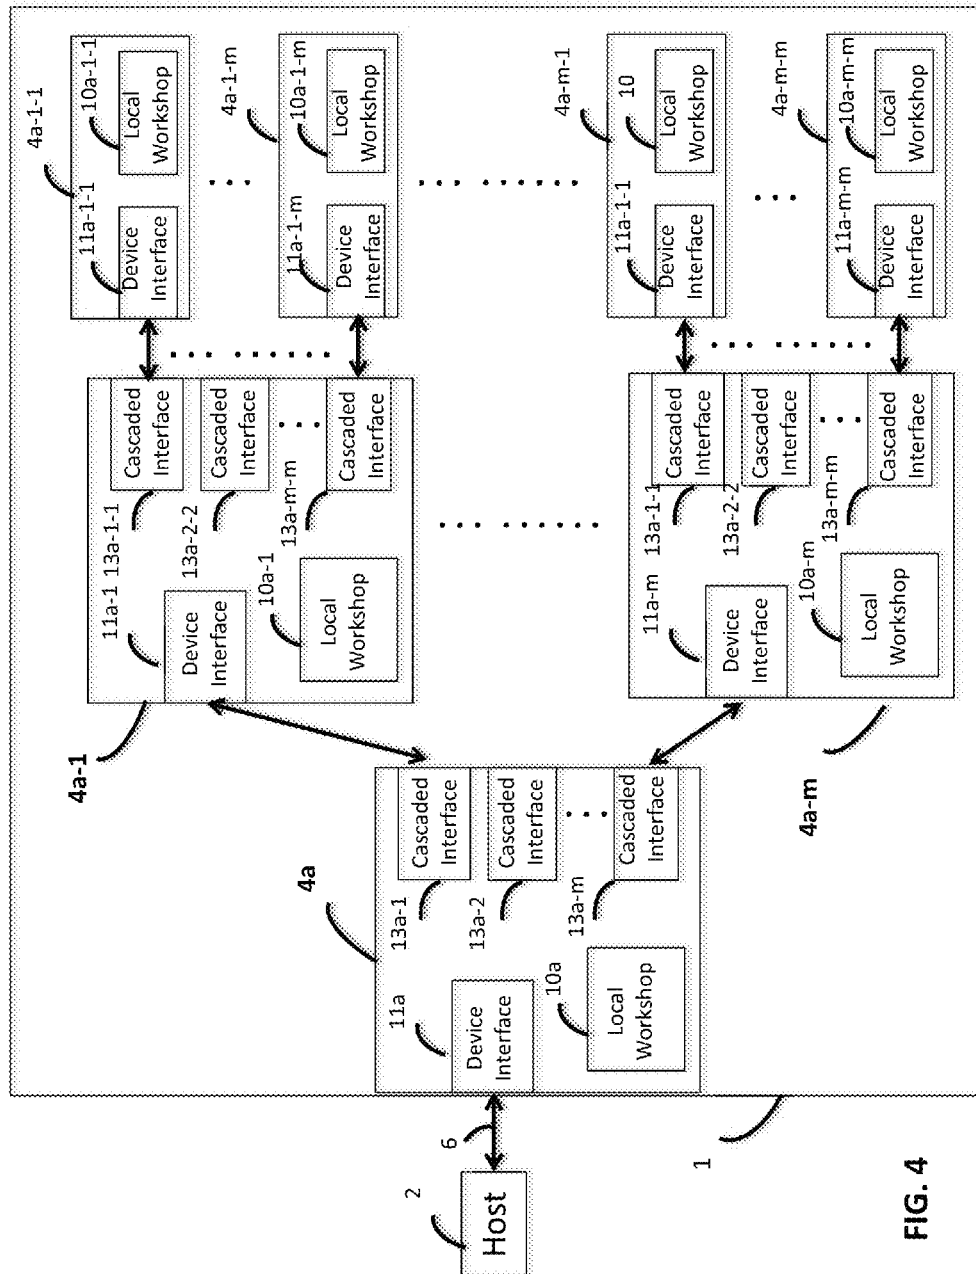 2
Host
6
1
4a
11a
Device
Interface
10a
Local
Workshop
13a-1
Cascaded
Interface
13a-2
Cascaded
Interface
13a-m
Cascaded
Interface
4a-1
11a-1
Device
Interface
10a-1
Local
Workshop
13a-1-1
Cascaded
Interface
13a-2-2
Cascaded
Interface
13a-m-m
Cascaded
Interface
4a-m
11a-m
Device
Interface
10a-m
Local
Workshop
13a-1-1
Cascaded
Interface
13a-2-2
Cascaded
Interface
13a-m-m
Cascaded
Interface
4a-1-1
11a-1-1
Device
Interface
10a-1-1
Local
Workshop
4a-1-m
11a-1-m
Device
Interface
10a-1-m
Local
Workshop
4a-m-1
11a-1-1
Device
Interface
10
Local
Workshop
4a-m-m
11a-m-m
Device
Interface
10a-m-m
Local
Workshop
FIG. 4